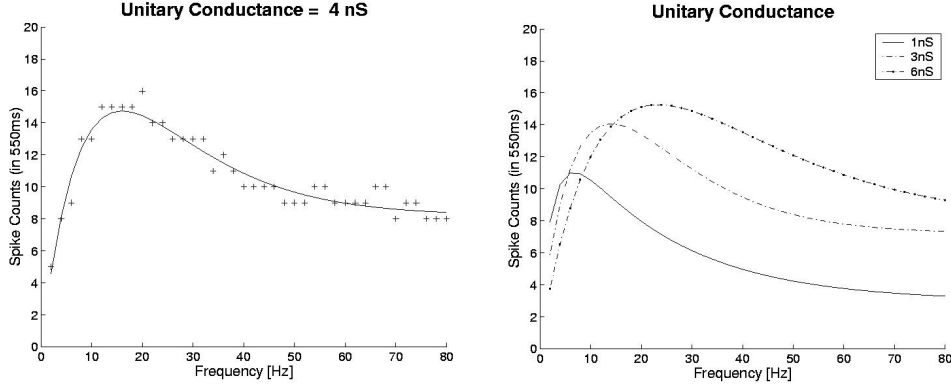 Unitary Conductance = 4 nS
20
18
16
14
12
10
8
6
4
2
0
Spike Counts (in 550ms)
0 10 20 30 40 50 60 70 80
Frequency [Hz]
Unitary Conductance
1nS
3nS
6nS
20
18
16
14
12
10
8
6
4
2
0
Spike Counts (in 550ms)
0 10 20 30 40 50 60 70 80
Frequency [Hz]